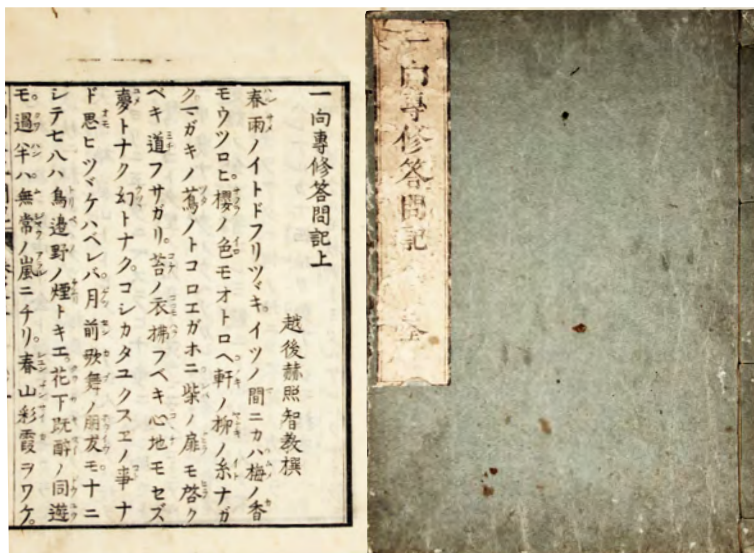 一向專修答問記 全
一向專修答問記上
越後赫照智教撰
春雨ノイトドフリツヾキ。イツノ間ニカハ梅ノ香
モウツロヒ。櫻ノ色モオトロヘ軒ノ柳ノ糸ナガ
ク。マガキノ蔦ノトコロエガホニ柴ノ扉モ啓ク
ベキ道フサガリ。苔ノ衣拂フベキ心地モセズ
夢トナク幻トナク。コシカタユクスエノ事ナ
ド思ヒツヾケハベレバ。月前歌舞ノ朋友モ。十ニ
シテ七八ハ鳥邊野ノ煙トキエ。花下既醉ノ同遊
モ。過半ハ無常ノ嵐ニチリ。春山彩霞ヲワケ。